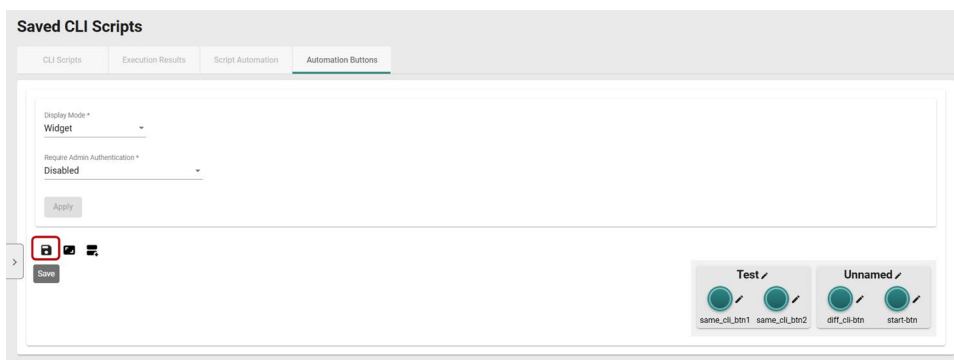 Saved CLI Scripts
CLI Scripts Execution Results Script Automation Automation Buttons
Display Mode *
Widget
Require Admin Authentication *
Disabled
Apply
Save
Test Unnamed
same_cli_btn1 same_cli_btn2 diff_cli-btn start-btn